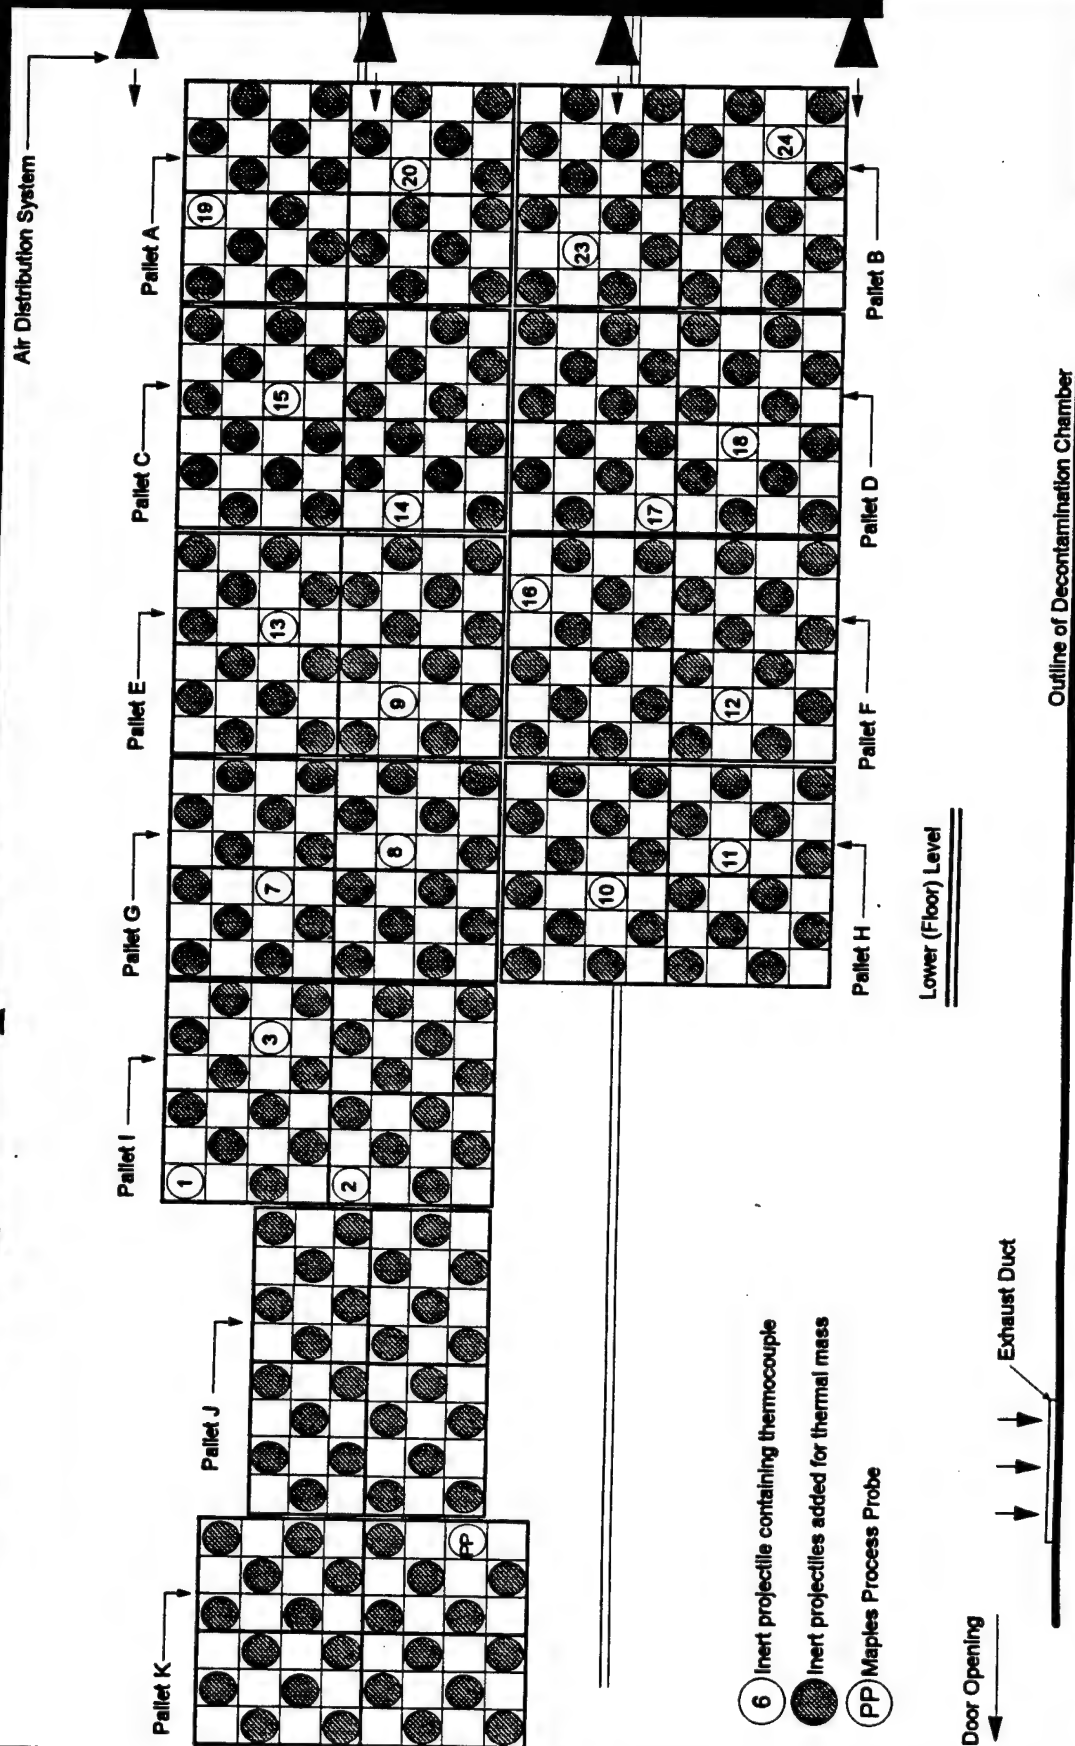 Air Distribution System
Pallet A
Pallet C
Pallet E
Pallet G
Pallet I
Pallet J
Pallet K
19
20
15
14
13
9
7
8
3
1
2
PP
24
23
18
17
16
12
11
10
Pallet B
Pallet D
Pallet F
Pallet H
Lower (Floor) Level
6 Inert projectile containing thermocouple
Inert projectiles added for thermal mass
PP Maples Process Probe
Exhaust Duct
Door Opening
Outline of Decontamination Chamber